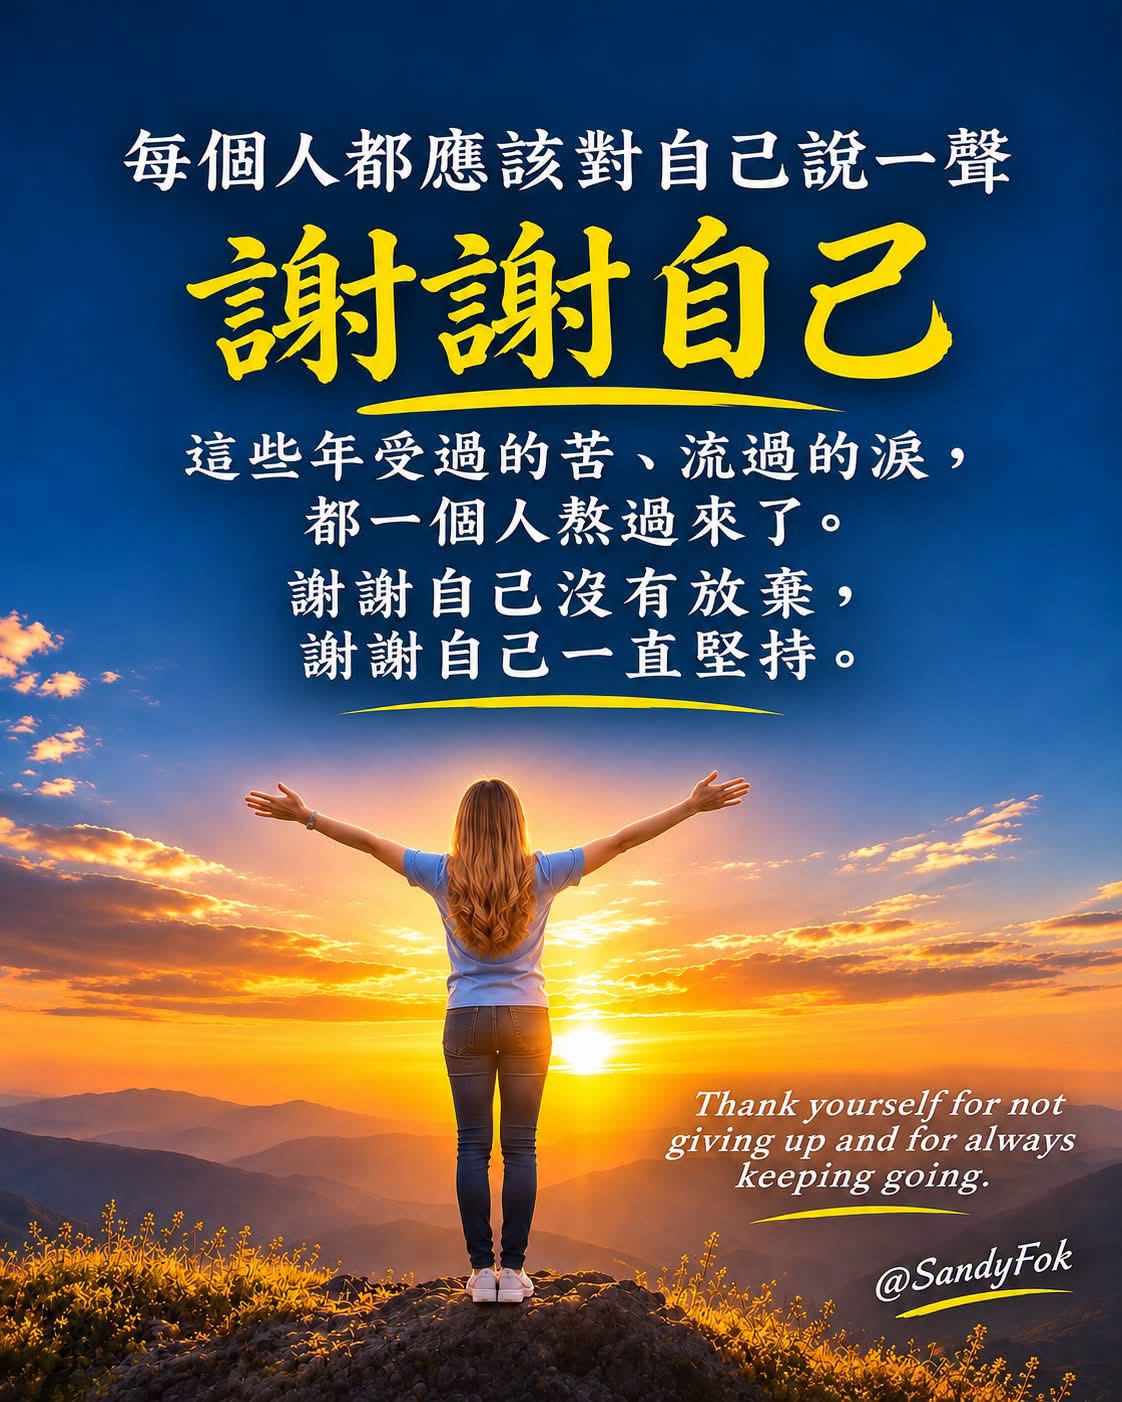 每個人都應該對自己說一聲
謝謝自己
這些年受過的苦、流過的淚，
都一個人熬過來了。
謝謝自己沒有放棄，
謝謝自己一直堅持。
Thank yourself for not
giving up and for always
keeping going.
@SandyFok